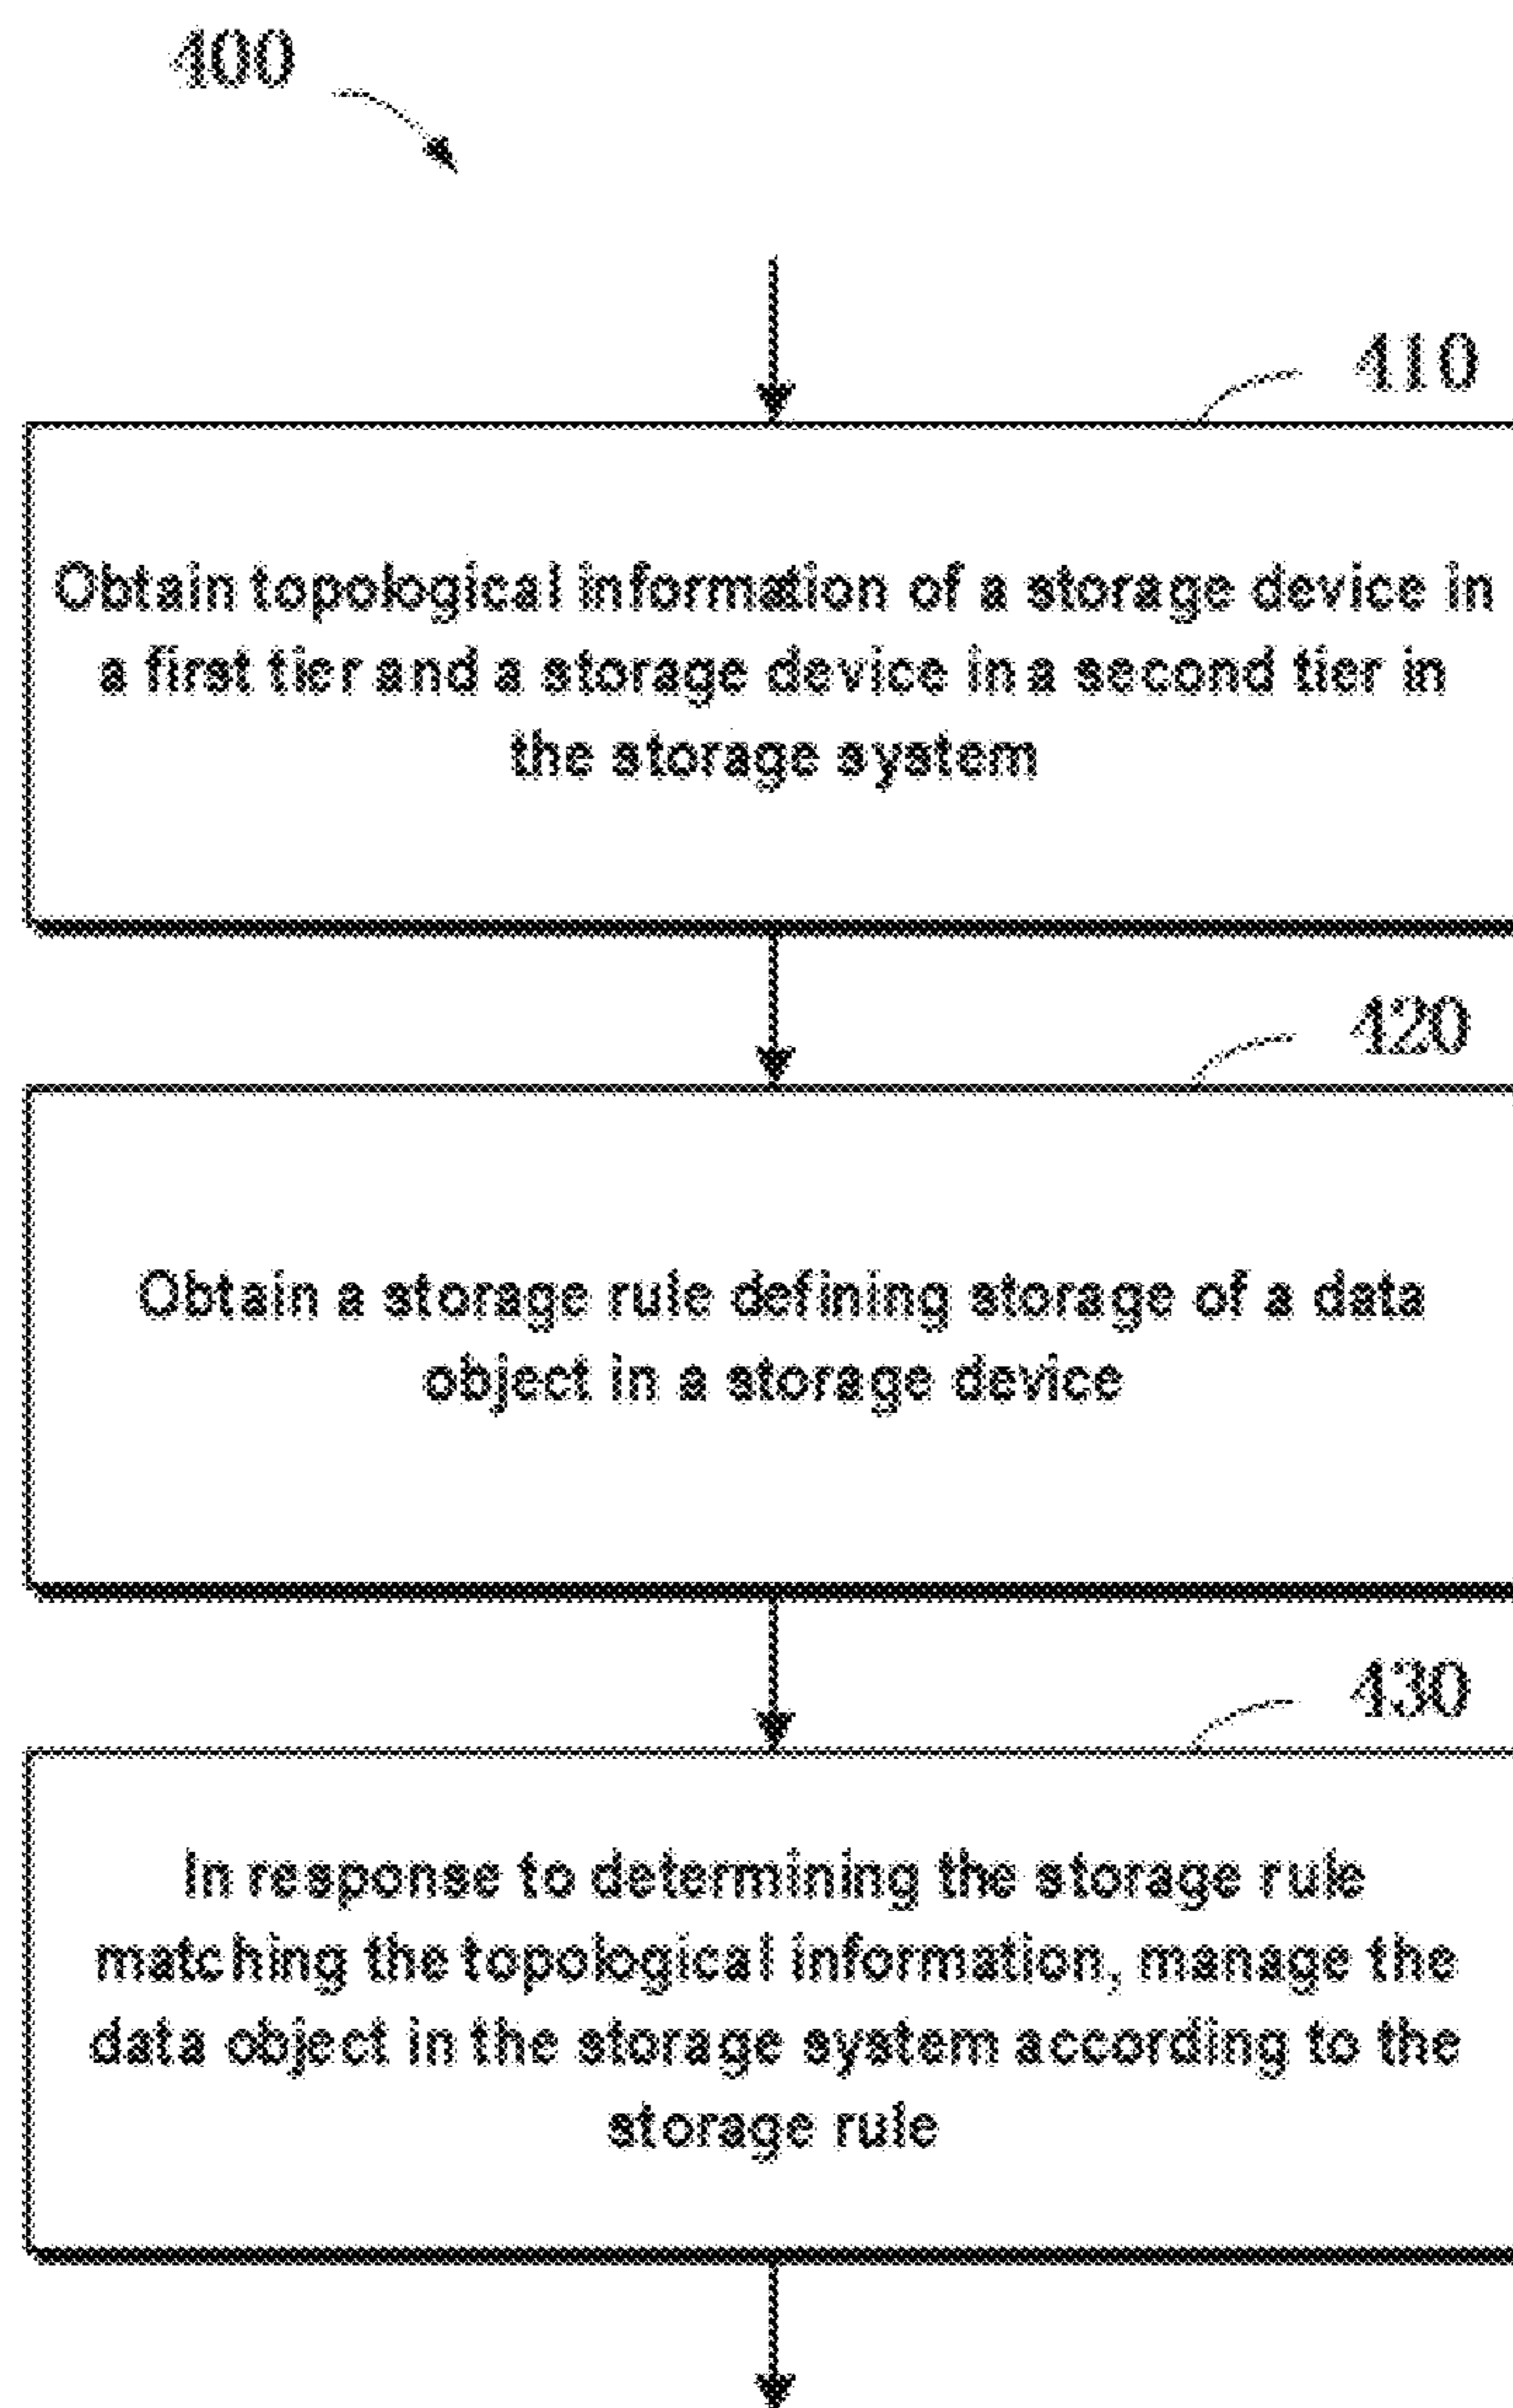 400
410
Obtain topological information of a storage device in
a first tier and a storage device in a second tier in
the storage system
420
Obtain a storage rule defining storage of a data
object in a storage device
430
In response to determining the storage rule
matching the topological information, manage the
data object in the storage system according to the
storage rule